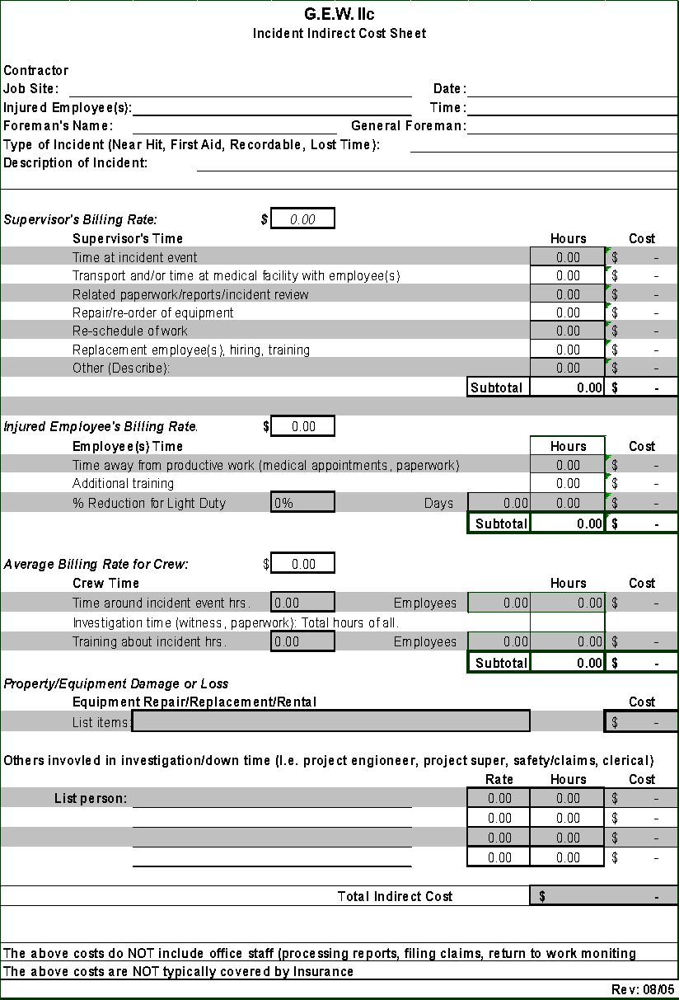 G.E.W. llc
Incident Indirect Cost Sheet
Contractor
Job Site: Date:
Injured Employee(s): Time:
Foreman's Name: General Foreman:
Type of Incident (Near Hit, First Aid, Recordable, Lost Time):
Description of Incident:
Supervisor's Billing Rate: $ 0.00
Supervisor's Time Hours Cost
Time at incident event 0.00 $ -
Transport and/or time at medical facility with employee(s) 0.00 $ -
Related paperwork/reports/incident review 0.00 $ -
Repair/re-order of equipment 0.00 $ -
Re-schedule of work 0.00 $ -
Replacement employee(s), hiring, training 0.00 $ -
Other (Describe): 0.00 $ -
Subtotal 0.00 $ -
Injured Employee's Billing Rate. $ 0.00
Employee(s) Time Hours Cost
Time away from productive work (medical appointments, paperwork) 0.00 $ -
Additional training 0.00 $ -
% Reduction for Light Duty 0% Days 0.00 0.00 $ -
Subtotal 0.00 $ -
Average Billing Rate for Crew: $ 0.00
Crew Time Hours Cost
Time around incident event hrs. 0.00 Employees 0.00 0.00 $ -
Investigation time (witness, paperwork): Total hours of all.
Training about incident hrs. 0.00 Employees 0.00 0.00 $ -
Subtotal 0.00 $ -
Property/Equipment Damage or Loss
Equipment Repair/Replacement/Rental Cost
List items: $ -
Others invovled in investigation/down time (I.e. project engioneer, project super, safety/claims, clerical)
Rate Hours Cost
List person: 0.00 0.00 $ -
0.00 0.00 $ -
0.00 0.00 $ -
0.00 0.00 $ -
Total Indirect Cost $ -
The above costs do NOT include office staff (processing reports, filing claims, return to work moniting
The above costs are NOT typically covered by Insurance
Rev: 08/05